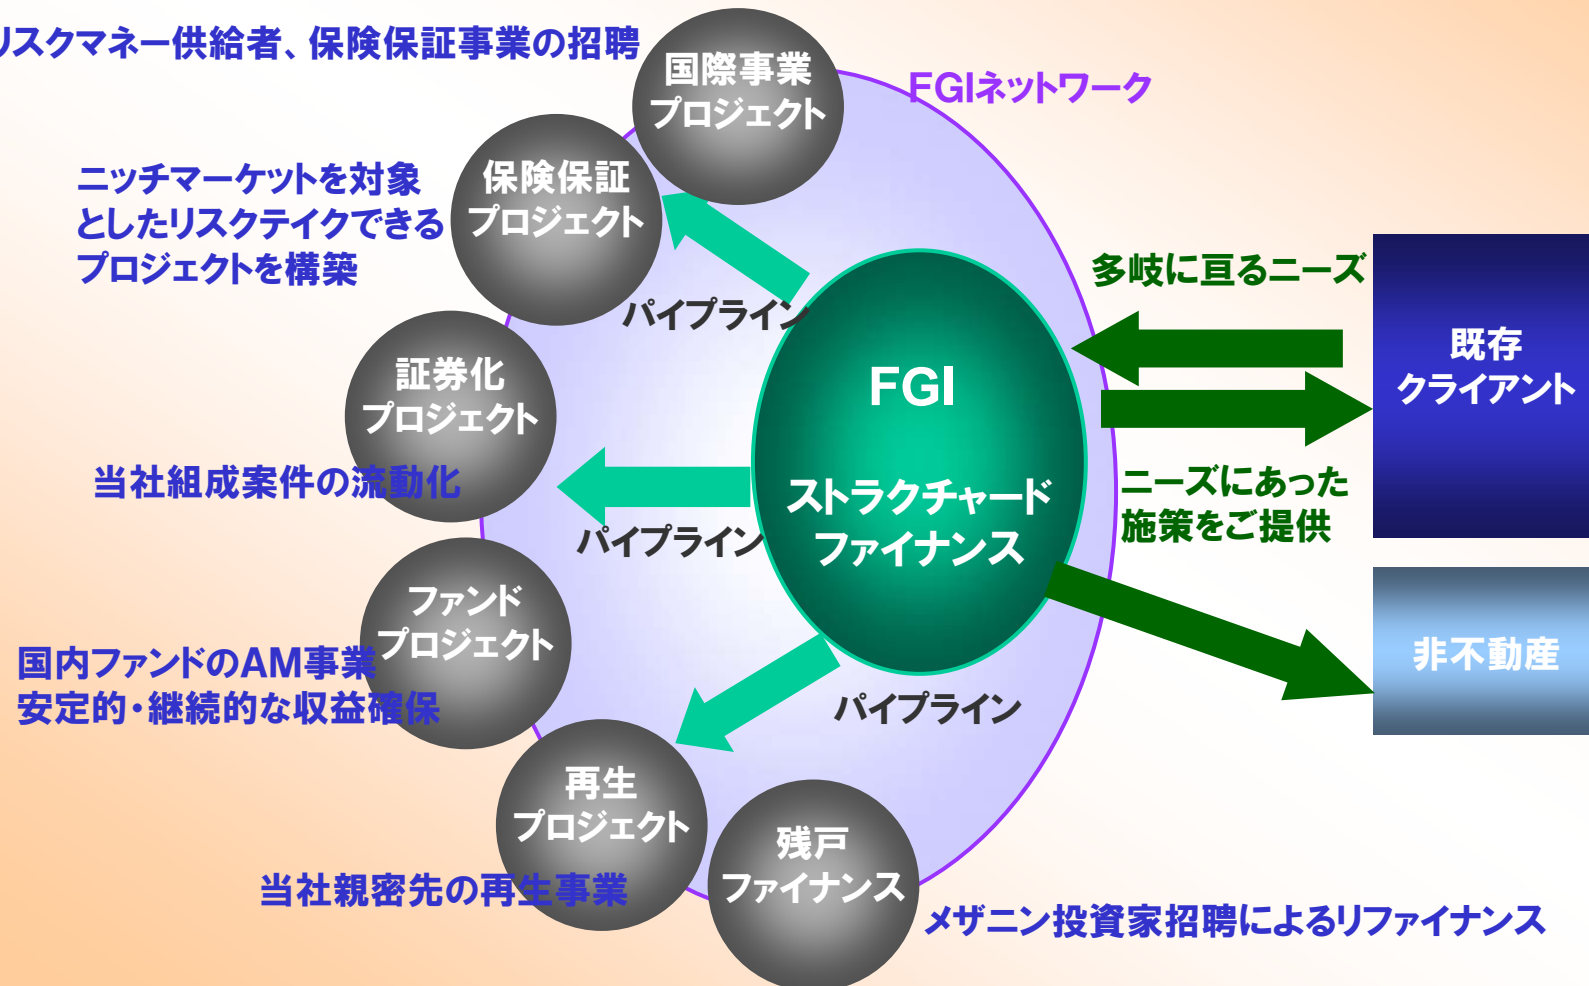 リスクマネー供給者、保険保証事業の招聘
国際事業
プロジェクト
FGIネットワーク
保険保証
プロジェクト
ニッチマーケットを対象
としたリスクテイクできる
プロジェクトを構築
パイプライン
多岐に亘るニーズ
既存
クライアント
証券化
プロジェクト
当社組成案件の流動化
パイプライン
FGI
ストラクチャード
ファイナンス
ニーズにあった
施策をご提供
ファンド
プロジェクト
国内ファンドのAM事業
安定的・継続的な収益確保
非不動産
パイプライン
再生
プロジェクト
当社親密先の再生事業
残戸
ファイナンス
メザニン投資家招聘によるリファイナンス